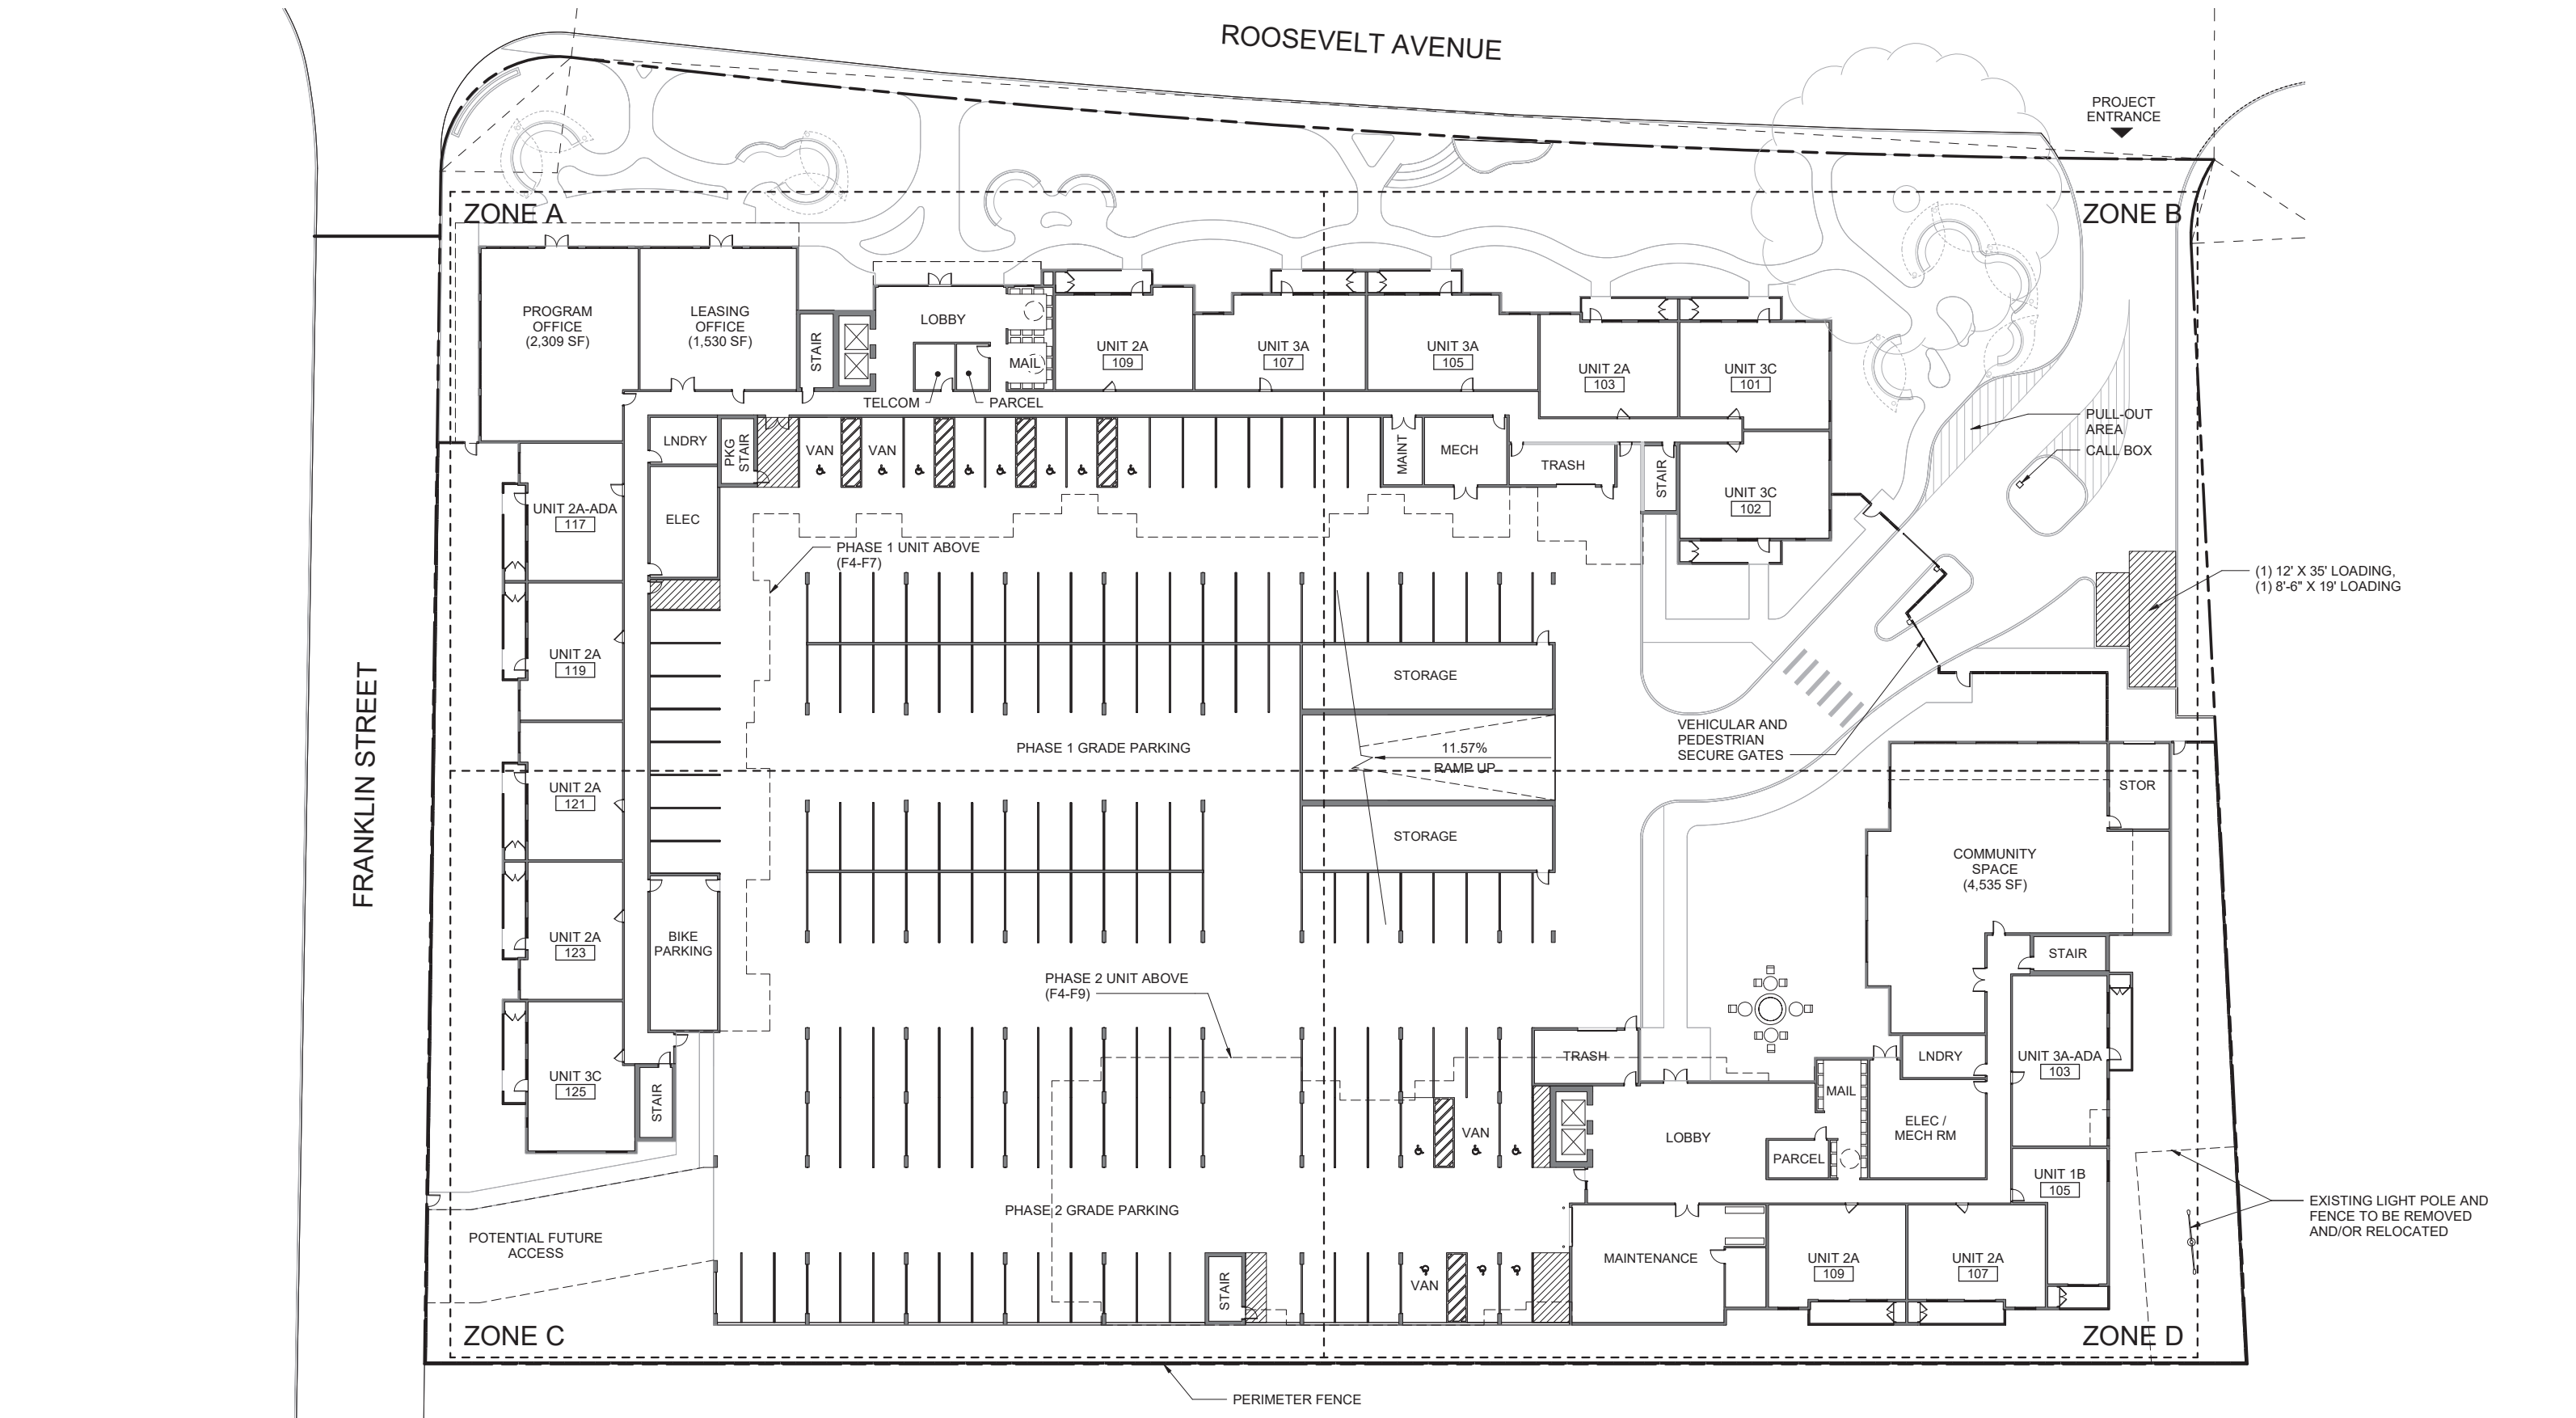 ROOSEVELT AVENUE
PROJECT
ENTRANCE
ZONE A
ZONE B
PROGRAM
OFFICE
(2,309 SF)
LEASING
OFFICE
(1,530 SF)
STAIR
LOBBY
MAIL
TELCOM
PARCEL
UNIT 2A
109
UNIT 3A
107
UNIT 3A
105
UNIT 2A
103
UNIT 3C
101
PULL-OUT
AREA
CALL BOX
LNDRY
PKG
STAIR
VAN
VAN
MAINT
MECH
TRASH
STAIR
UNIT 3C
102
UNIT 2A-ADA
117
ELEC
PHASE 1 UNIT ABOVE
(F4-F7)
(1) 12' X 35' LOADING,
(1) 8'-6" X 19' LOADING
FRANKLIN STREET
UNIT 2A
119
STORAGE
PHASE 1 GRADE PARKING
11.57%
RAMP UP
VEHICULAR AND
PEDESTRIAN
SECURE GATES
UNIT 2A
121
STOR
STORAGE
COMMUNITY
SPACE
(4,535 SF)
UNIT 2A
123
BIKE
PARKING
STAIR
PHASE 2 UNIT ABOVE
(F4-F9)
TRASH
LNDRY
UNIT 3A-ADA
103
UNIT 3C
125
STAIR
MAIL
VAN
LOBBY
ELEC /
MECH RM
PARCEL
UNIT 1B
105
PHASE 2 GRADE PARKING
EXISTING LIGHT POLE AND
FENCE TO BE REMOVED
AND/OR RELOCATED
POTENTIAL FUTURE
ACCESS
STAIR
VAN
MAINTENANCE
UNIT 2A
109
UNIT 2A
107
ZONE C
ZONE D
PERIMETER FENCE